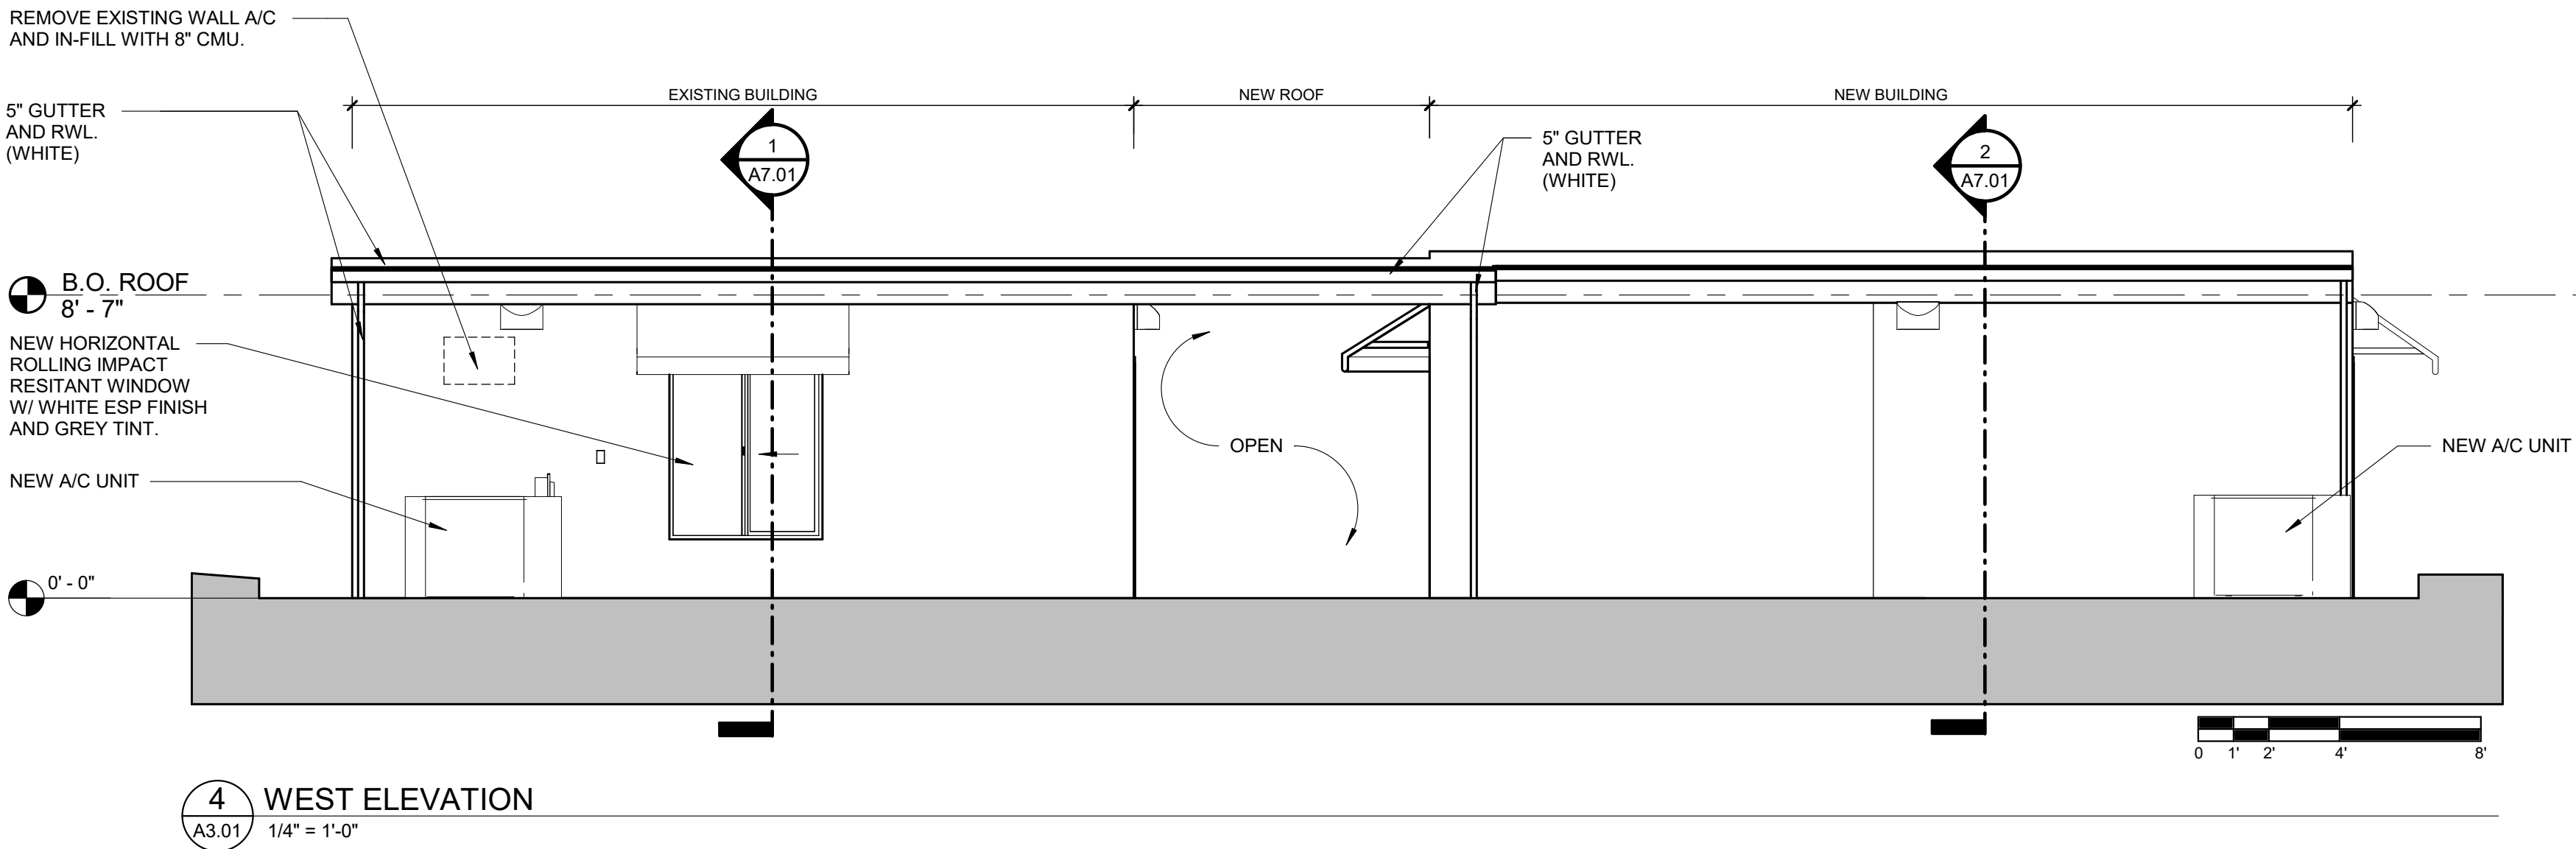 REMOVE EXISTING WALL A/C
AND IN-FILL WITH 8" CMU.
5" GUTTER
AND RWL.
(WHITE)
EXISTING BUILDING
NEW ROOF
NEW BUILDING
1
A7.01
5" GUTTER
AND RWL.
(WHITE)
2
A7.01
B.O. ROOF
8' - 7"
NEW HORIZONTAL
ROLLING IMPACT
RESITANT WINDOW
W/ WHITE ESP FINISH
AND GREY TINT.
OPEN
NEW A/C UNIT
NEW A/C UNIT
0' - 0"
0 1' 2' 4' 8'
4
A3.01
WEST ELEVATION
1/4" = 1'-0"